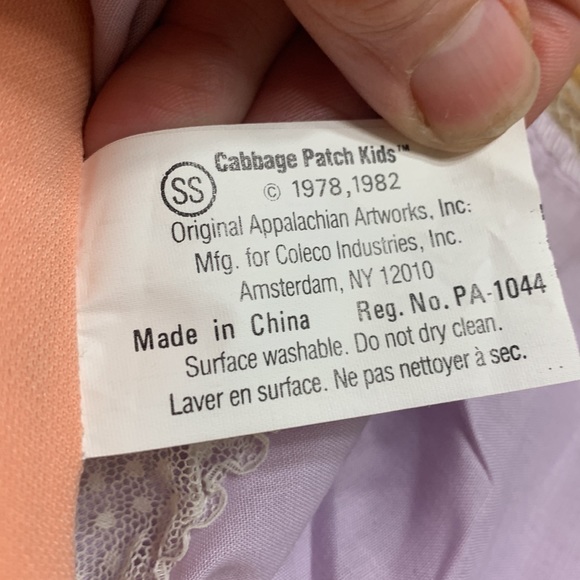 SS
Cabbage Patch Kids™
© 1978,1982
Original Appalachian Artworks, Inc:
Mfg. for Coleco Industries, Inc.
Amsterdam, NY 12010
Made in China Reg. No. PA-1044
Surface washable. Do not dry clean.
Laver en surface. Ne pas nettoyer à sec.